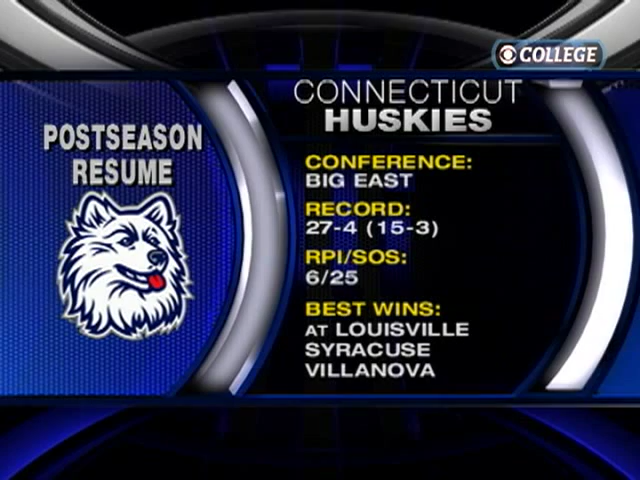 COLLEGE
CONNECTICUT
HUSKIES
POSTSEASON
RESUME
CONFERENCE:
BIG EAST
RECORD:
27-4 (15-3)
RPI/SOS:
6/25
BEST WINS:
AT LOUISVILLE
SYRACUSE
VILLANOVA